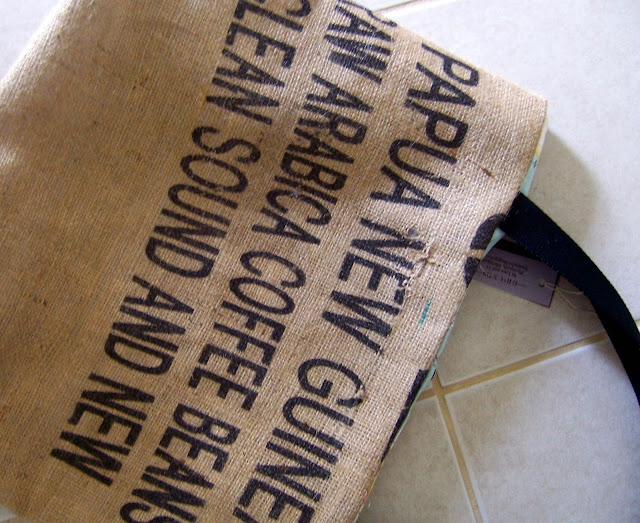 PAPUA NEW GUINE
AW ARABICA COFFEE BEANS
CLEAN SOUND AND NEW